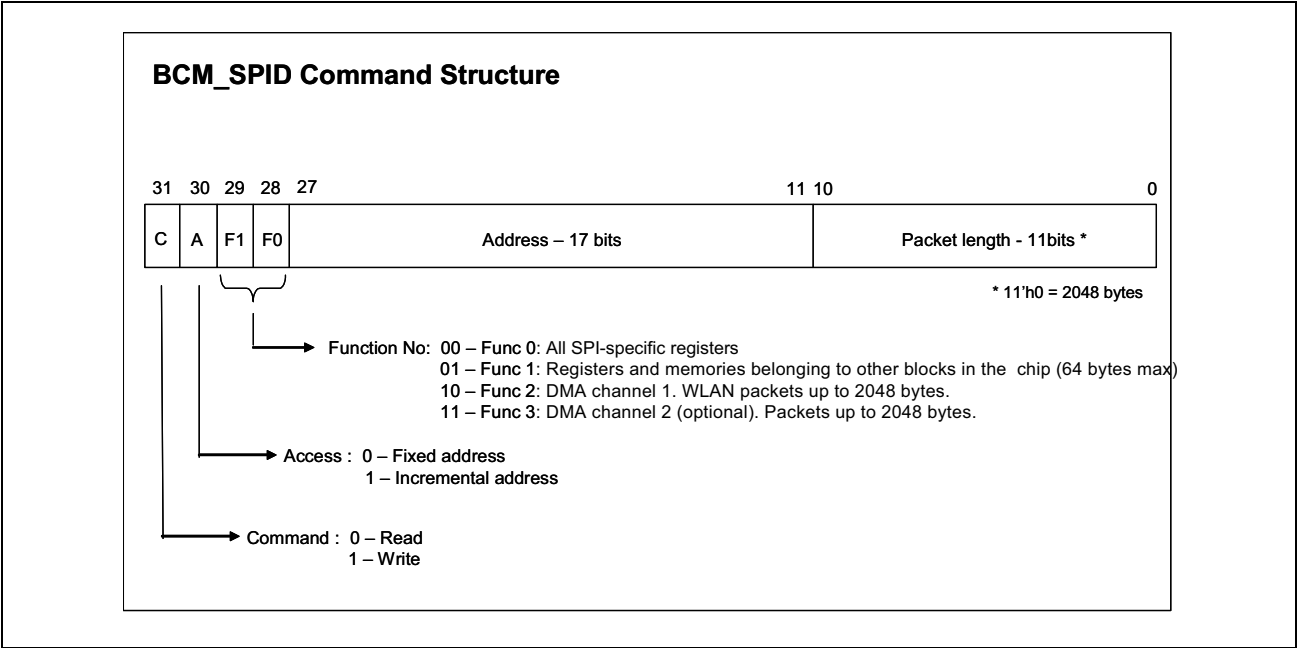 BCM_SPID Command Structure
31 30 29 28 27 11 10 0
C A F1 F0 Address – 17 bits Packet length - 11bits *
* 11'h0 = 2048 bytes
Function No: 00 – Func 0: All SPI-specific registers
01 – Func 1: Registers and memories belonging to other blocks in the chip (64 bytes max)
10 – Func 2: DMA channel 1. WLAN packets up to 2048 bytes.
11 – Func 3: DMA channel 2 (optional). Packets up to 2048 bytes.
Access : 0 – Fixed address
1 – Incremental address
Command : 0 – Read
1 – Write